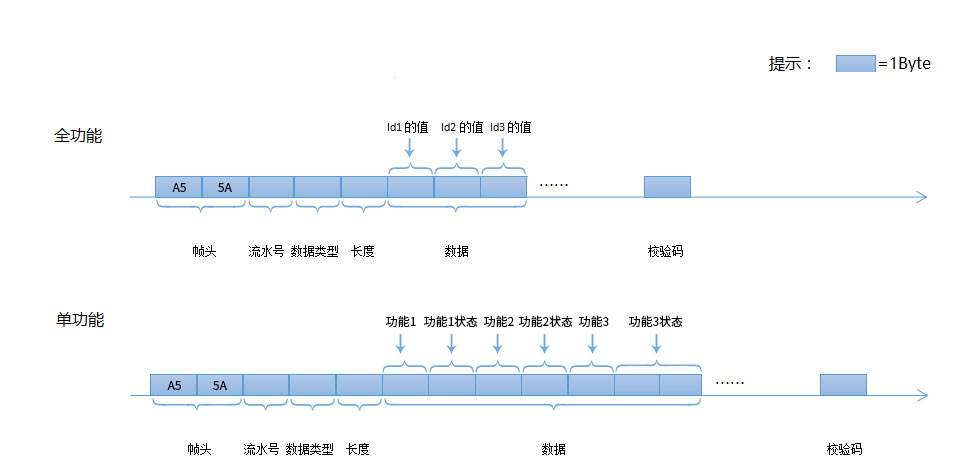 提示： =1Byte
全功能
Id1 的值 Id2 的值 Id3 的值
A5 5A ……
帧头 流水号 数据类型 长度 数据 校验码
单功能
功能1 功能1状态 功能2 功能2状态 功能3 功能3状态
A5 5A ……
帧头 流水号 数据类型 长度 数据 校验码